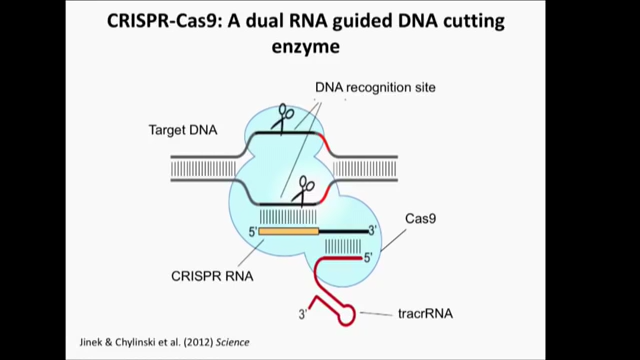 CRISPR-Cas9: A dual RNA guided DNA cutting
enzyme
DNA recognition site
Target DNA
Cas9
5'
3'
5'
CRISPR RNA
3'
tracrRNA
Jinek & Chylinski et al. (2012) Science